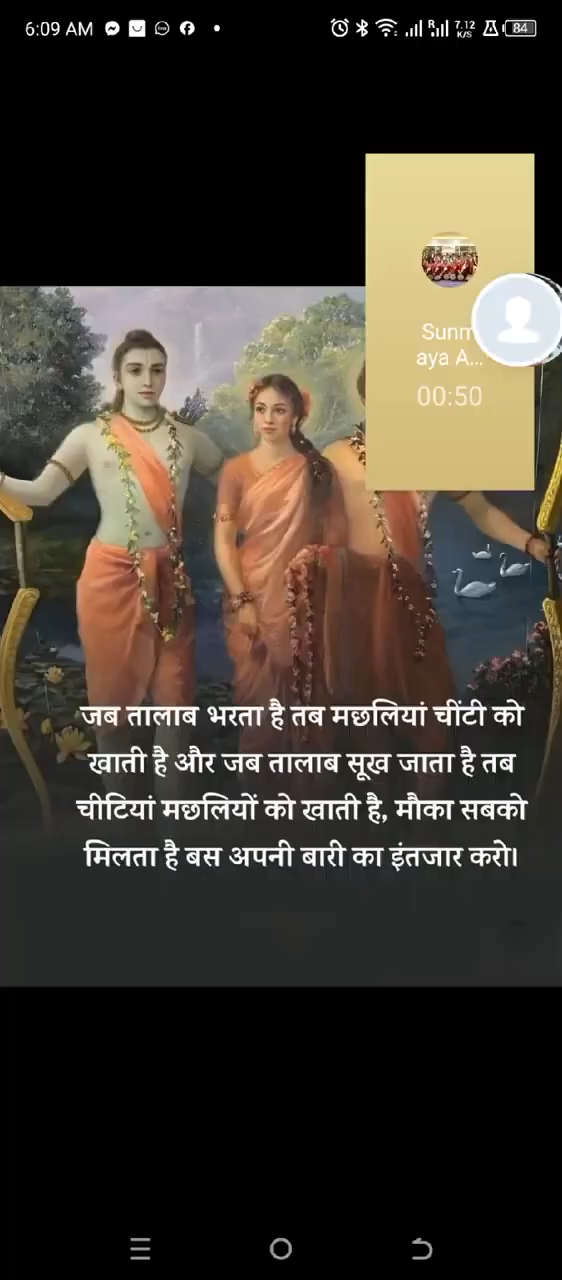 6:09 AM
7.12
K/S
84
Sunm
aya A...
00:50
जब तालाब भरता है तब मछलियां चींटी को
खाती है और जब तालाब सूख जाता है तब
चीटियां मछलियों को खाती है, मौका सबको
मिलता है बस अपनी बारी का इंतजार करो।